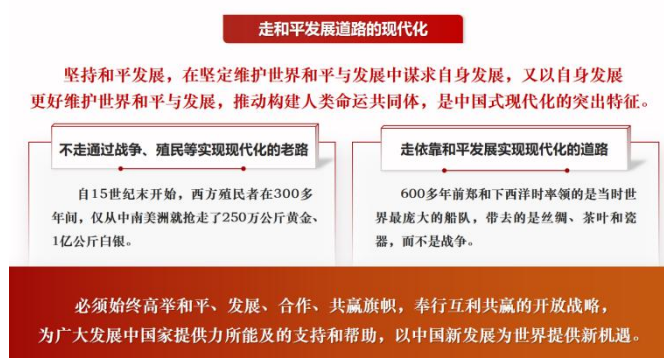 走和平发展道路的现代化
坚持和平发展，在坚定维护世界和平与发展中谋求自身发展，又以自身发展
更好维护世界和平与发展，推动构建人类命运共同体，是中国式现代化的突出特征。
不走通过战争、殖民等实现现代化的老路
自15世纪末开始，西方殖民者在300多
年间，仅从中南美洲就抢走了250万公斤黄金、
1亿公斤白银。
走依靠和平发展实现现代化的道路
600多年前郑和下西洋时率领的是当时世
界最庞大的船队，带去的是丝绸、茶叶和瓷
器，而不是战争。
必须始终高举和平、发展、合作、共赢旗帜，奉行互利共赢的开放战略，
为广大发展中国家提供力所能及的支持和帮助，以中国新发展为世界提供新机遇。